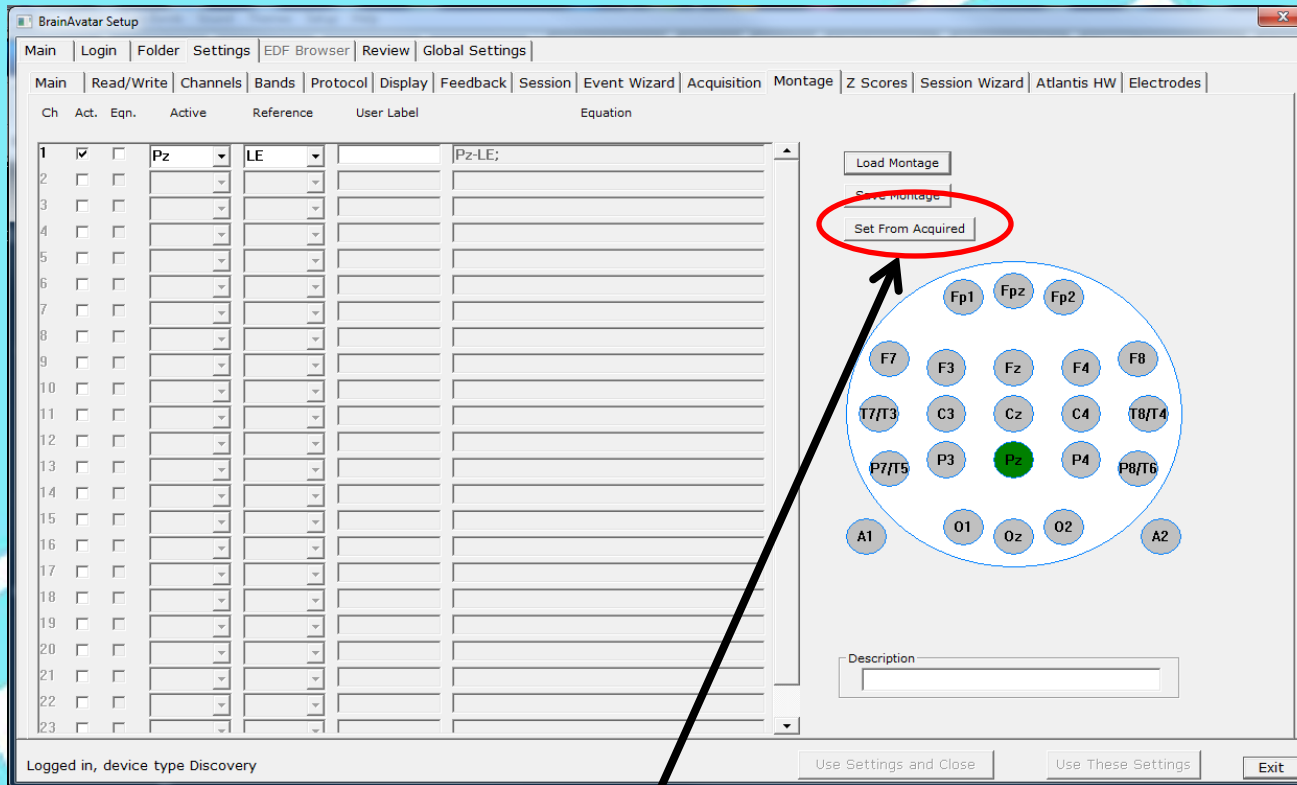 BrainAvatar Setup
Main Login Folder Settings EDF Browser Review Global Settings
Main Read/Write Channels Bands Protocol Display Feedback Session Event Wizard Acquisition Montage Z Scores Session Wizard Atlantis HW Electrodes
Ch Act. Eqn. Active Reference User Label Equation
1 Pz LE Pz-LE;
2
3
4
5
6
7
8
9
10
11
12
13
14
15
16
17
18
19
20
21
22
23
Load Montage
Save Montage
Set From Acquired
Fp1 Fpz Fp2
F7 F3 Fz F4 F8
T7/T3 C3 Cz C4 T8/T4
P7/T5 P3 Pz P4 P8/T6
A1 O1 Oz O2 A2
Description
Logged in, device type Discovery
Use Settings and Close Use These Settings Exit